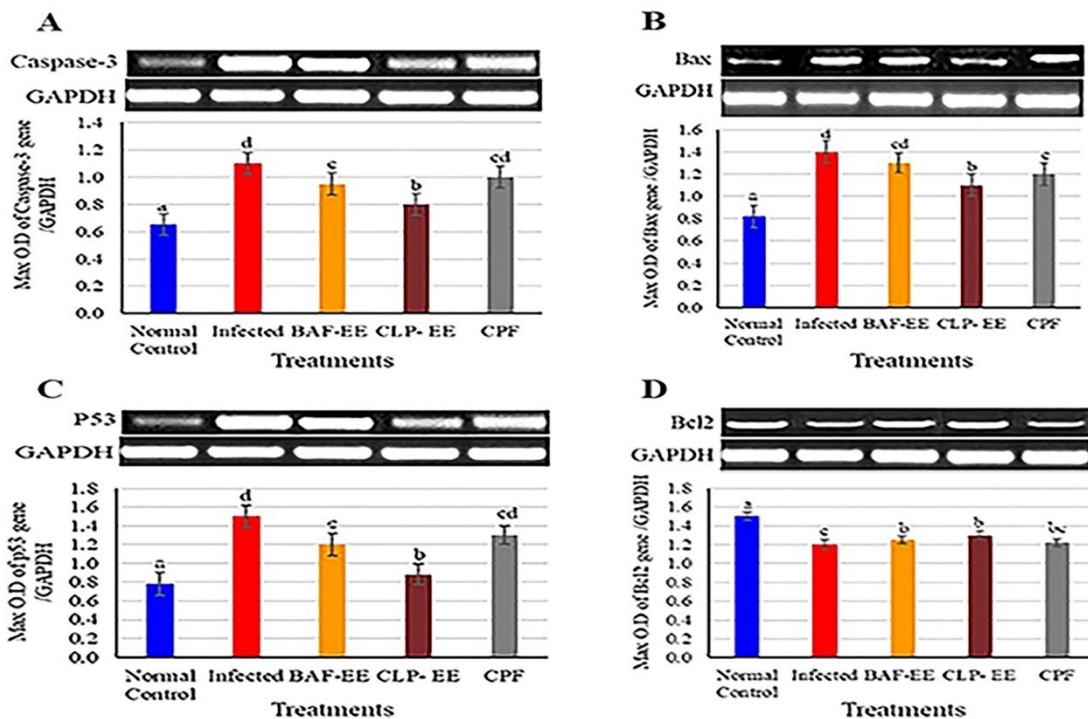 A
Caspase-3
GAPDH
Max O.D of Caspase-3 gene
/GAPDH
1.4
1.2
1.0
0.8
0.6
0.4
0.2
0.0
a
d
c
b
cd
Normal Control
Infected
BAF-EE
CLP- EE
CPF
Treatments
B
Bax
GAPDH
Max O.D of Bax gene /GAPDH
1.6
1.4
1.2
1.0
0.8
0.6
0.4
0.2
0.0
a
d
cd
b
c
Normal Control
Infected
BAF-EE
CLP- EE
CPF
Treatments
C
P53
GAPDH
Max O.D of p53 gene
/GAPDH
1.8
1.6
1.4
1.2
1.0
0.8
0.6
0.4
0.2
0.0
a
d
c
b
cd
Normal Control
Infected
BAF-EE
CLP- EE
CPF
Treatments
D
Bcl2
GAPDH
Max O.D of Bcl2 gene /GAPDH
1.8
1.6
1.4
1.2
1.0
0.8
0.6
0.4
0.2
0.0
a
c
b
b
bc
Normal Control
Infected
BAF-EE
CLP- EE
CPF
Treatments